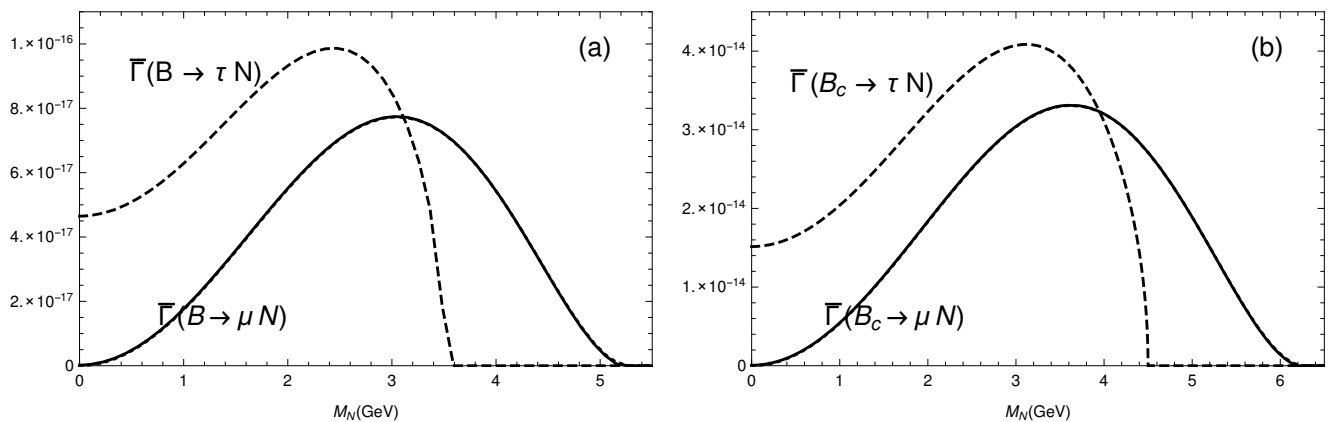 (a)
1.×10⁻¹⁶
Γ̅(B → τ N)
8.×10⁻¹⁷
6.×10⁻¹⁷
4.×10⁻¹⁷
2.×10⁻¹⁷
Γ̅(B → μ N)
0
0 1 2 3 4 5
M_N(GeV)
(b)
4.×10⁻¹⁴
Γ̅(B_c → τ N)
3.×10⁻¹⁴
2.×10⁻¹⁴
1.×10⁻¹⁴
Γ̅(B_c → μ N)
0
0 1 2 3 4 5 6
M_N(GeV)